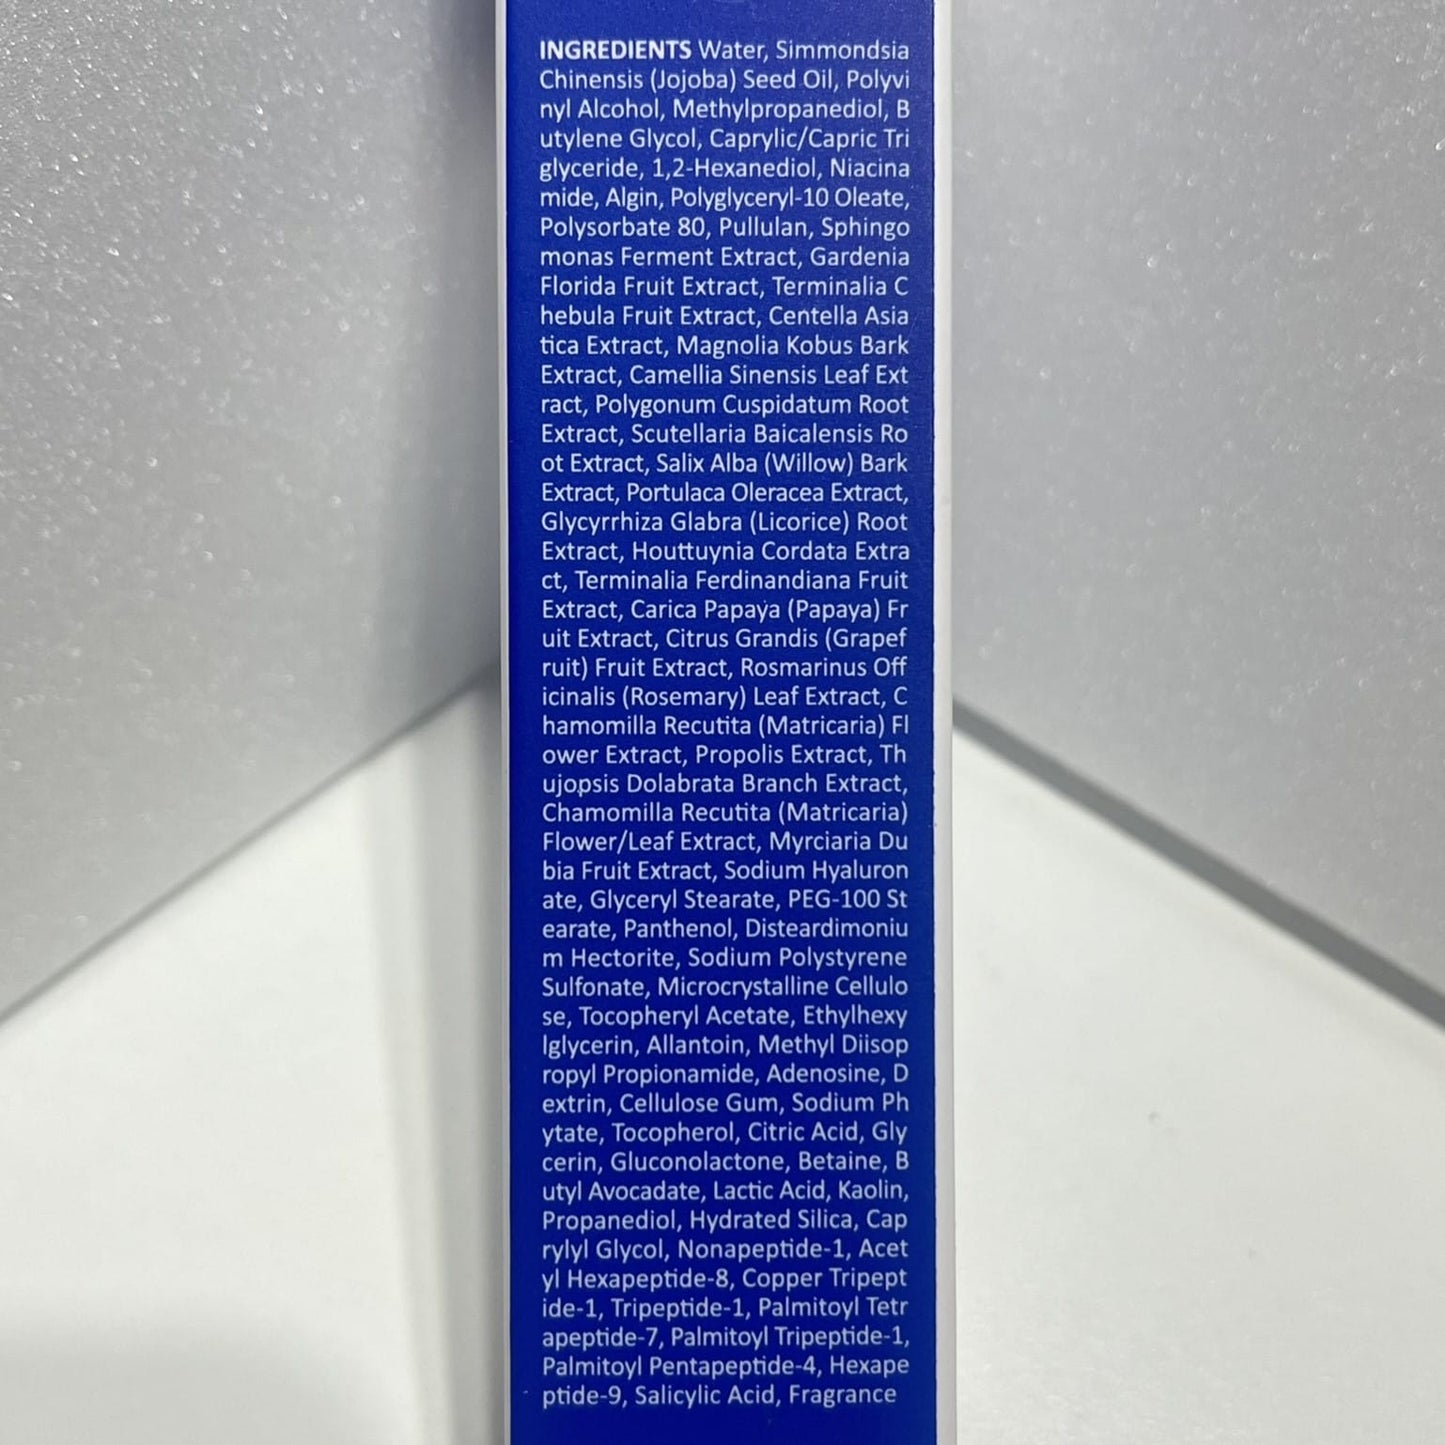 INGREDIENTS Water, Simmondsia
Chinensis (Jojoba) Seed Oil, Polyvi
nyl Alcohol, Methylpropanediol, B
utylene Glycol, Caprylic/Capric Tri
glyceride, 1,2-Hexanediol, Niacina
mide, Algin, Polyglyceryl-10 Oleate,
Polysorbate 80, Pullulan, Sphingo
monas Ferment Extract, Gardenia
Florida Fruit Extract, Terminalia C
hebula Fruit Extract, Centella Asia
tica Extract, Magnolia Kobus Bark
Extract, Camellia Sinensis Leaf Ext
ract, Polygonum Cuspidatum Root
Extract, Scutellaria Baicalensis Ro
ot Extract, Salix Alba (Willow) Bark
Extract, Portulaca Oleracea Extract,
Glycyrrhiza Glabra (Licorice) Root
Extract, Houttuynia Cordata Extra
ct, Terminalia Ferdinandiana Fruit
Extract, Carica Papaya (Papaya) Fr
uit Extract, Citrus Grandis (Grapef
ruit) Fruit Extract, Rosmarinus Off
icinalis (Rosemary) Leaf Extract, C
hamomilla Recutita (Matricaria) Fl
ower Extract, Propolis Extract, Th
ujopsis Dolabrata Branch Extract,
Chamomilla Recutita (Matricaria)
Flower/Leaf Extract, Myrciaria Du
bia Fruit Extract, Sodium Hyaluron
ate, Glyceryl Stearate, PEG-100 St
earate, Panthenol, Disteardimoniu
m Hectorite, Sodium Polystyrene
Sulfonate, Microcrystalline Cellulo
se, Tocopheryl Acetate, Ethylhexy
lglycerin, Allantoin, Methyl Diisop
ropyl Propionamide, Adenosine, D
extrin, Cellulose Gum, Sodium Ph
ytate, Tocopherol, Citric Acid, Gly
cerin, Gluconolactone, Betaine, B
utyl Avocadate, Lactic Acid, Kaolin,
Propanediol, Hydrated Silica, Cap
rylyl Glycol, Nonapeptide-1, Acet
yl Hexapeptide-8, Copper Tripept
ide-1, Tripeptide-1, Palmitoyl Tetr
apeptide-7, Palmitoyl Tripeptide-1,
Palmitoyl Pentapeptide-4, Hexape
ptide-9, Salicylic Acid, Fragrance